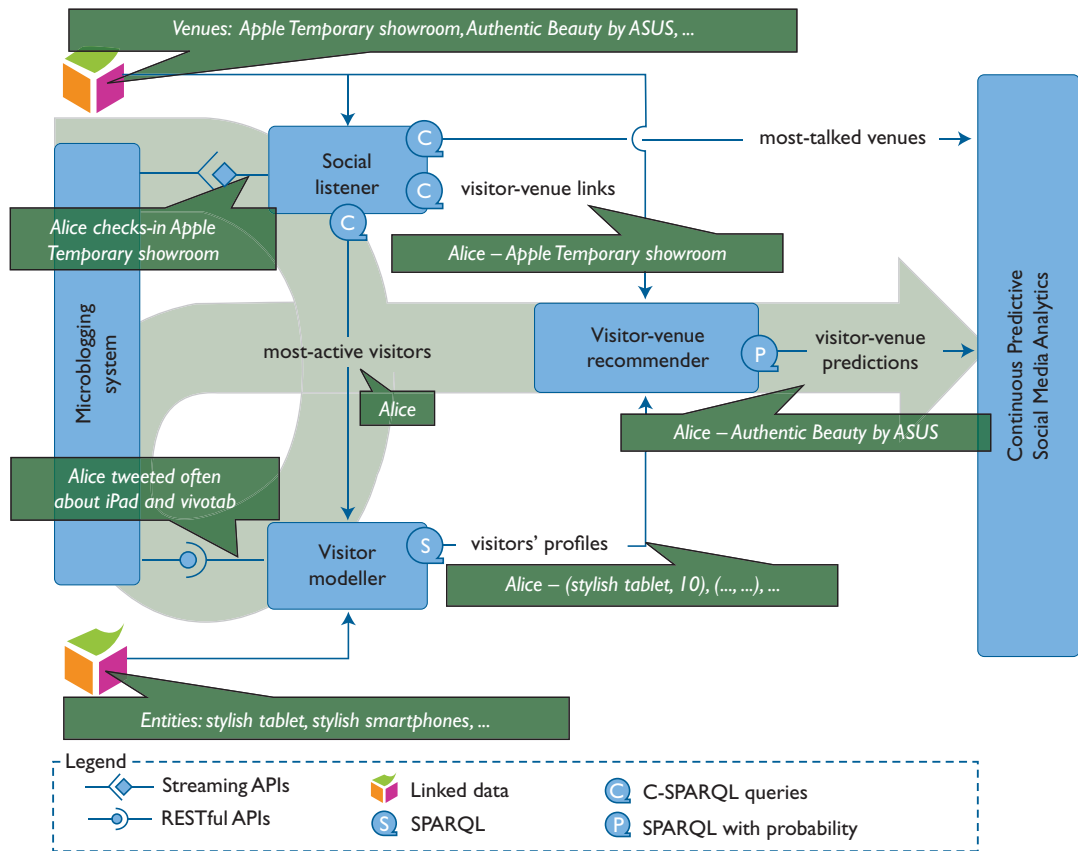 Venues: Apple Temporary showroom, Authentic Beauty by ASUS, ...
Social
listener
C
C
C
most-talked venues
visitor-venue links
Alice checks-in Apple
Temporary showroom
Alice – Apple Temporary showroom
Microblogging
system
most-active visitors
Alice
Visitor-venue
recommender
P
visitor-venue
predictions
Alice – Authentic Beauty by ASUS
Continuous Predictive
Social Media Analytics
Alice tweeted often
about iPad and vivotab
Visitor
modeller
S
visitors' profiles
Alice – (stylish tablet, 10), (..., ...), ...
Entities: stylish tablet, stylish smartphones, ...
Legend
Streaming APIs
RESTful APIs
Linked data
S
SPARQL
C
C-SPARQL queries
P
SPARQL with probability